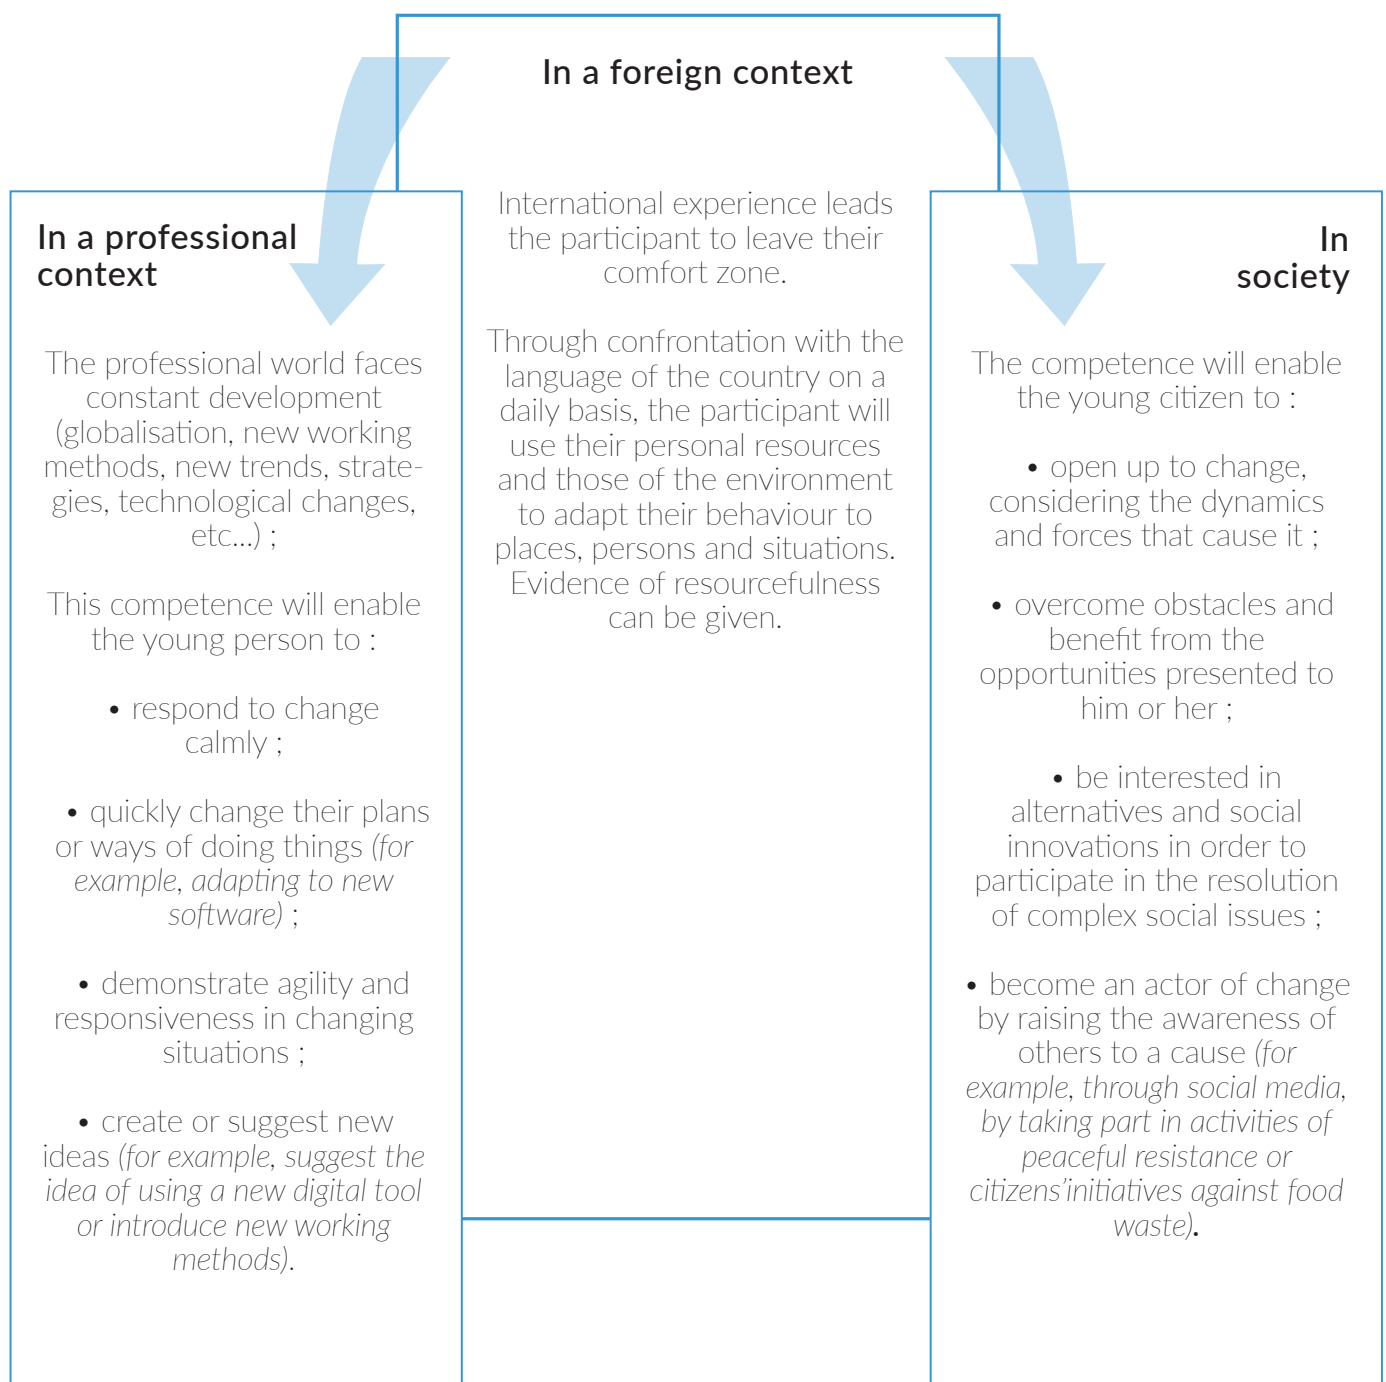 In a foreign context
International experience leads
the participant to leave their
comfort zone.
Through confrontation with the
language of the country on a
daily basis, the participant will
use their personal resources
and those of the environment
to adapt their behaviour to
places, persons and situations.
Evidence of resourcefulness
can be given.
In a professional
context
The professional world faces
constant development
(globalisation, new working
methods, new trends, strate-
gies, technological changes,
etc...) ;
This competence will enable
the young person to :
• respond to change
calmly ;
• quickly change their plans
or ways of doing things (for
example, adapting to new
software) ;
• demonstrate agility and
responsiveness in changing
situations ;
• create or suggest new
ideas (for example, suggest the
idea of using a new digital tool
or introduce new working
methods).
In
society
The competence will enable
the young citizen to :
• open up to change,
considering the dynamics
and forces that cause it ;
• overcome obstacles and
benefit from the
opportunities presented to
him or her ;
• be interested in
alternatives and social
innovations in order to
participate in the resolution
of complex social issues ;
• become an actor of change
by raising the awareness of
others to a cause (for
example, through social media,
by taking part in activities of
peaceful resistance or
citizens'initiatives against food
waste).